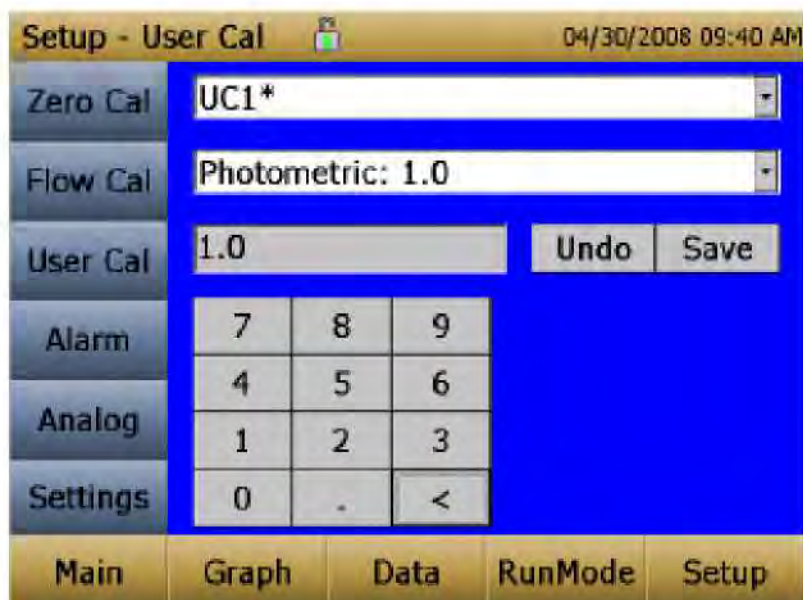 Setup - User Cal 04/30/2008 09:40 AM
Zero Cal UC1*
Flow Cal Photometric: 1.0
User Cal 1.0 Undo Save
Alarm 7 8 9
4 5 6
Analog 1 2 3
Settings 0 . <
Main Graph Data RunMode Setup